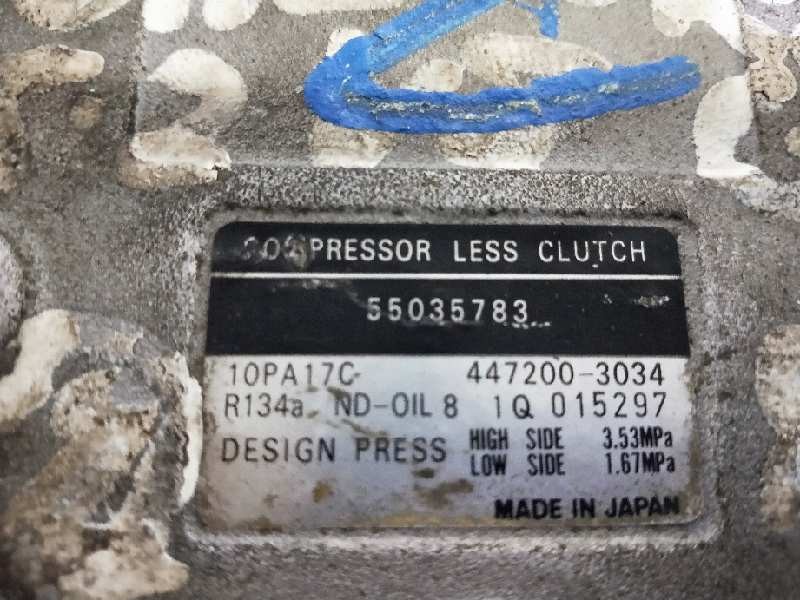 COMPRESSOR LESS CLUTCH
55035783
10PA17C 447200-3034
R134a ND-OIL 8 1Q 015297
DESIGN PRESS HIGH SIDE 3.53MPa
LOW SIDE 1.67MPa
MADE IN JAPAN